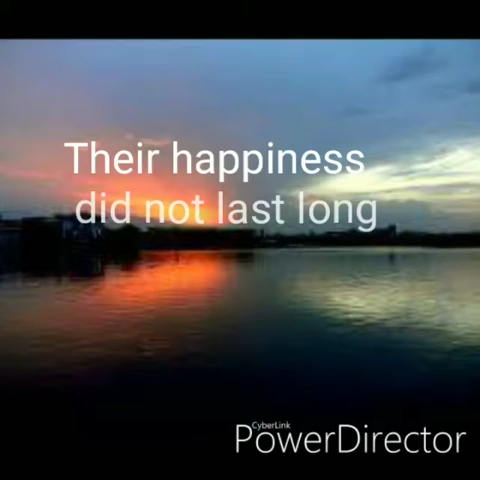 Their happiness
did not last long
CyberLink
PowerDirector